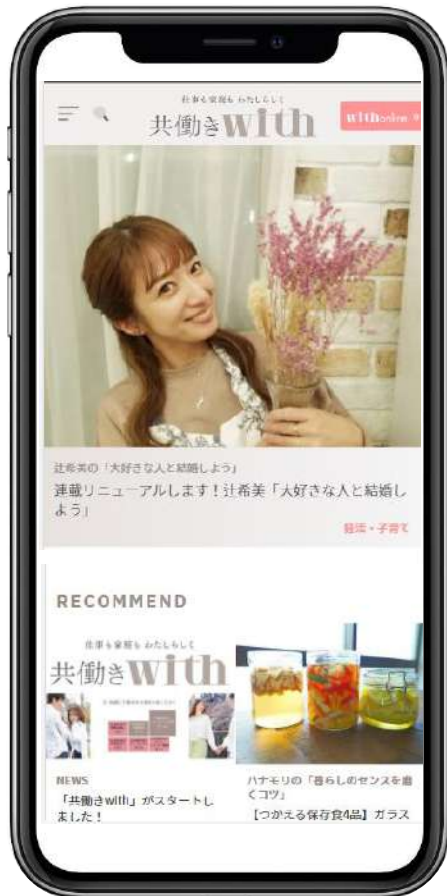 仕事も家庭も わたしらしく
共働きwith
withonline
辻希美の「大好きな人と結婚しよう」
連載リニューアルします！辻希美「大好きな人と結婚し
よう」
妊活・子育て
RECOMMEND
仕事も家庭も わたしらしく
共働きwith
NEWS
「共働きwith」がスタートし
ました！
ハナモリの「暮らしのセンスを磨
くコツ」
【つかえる保存食4品】ガラス